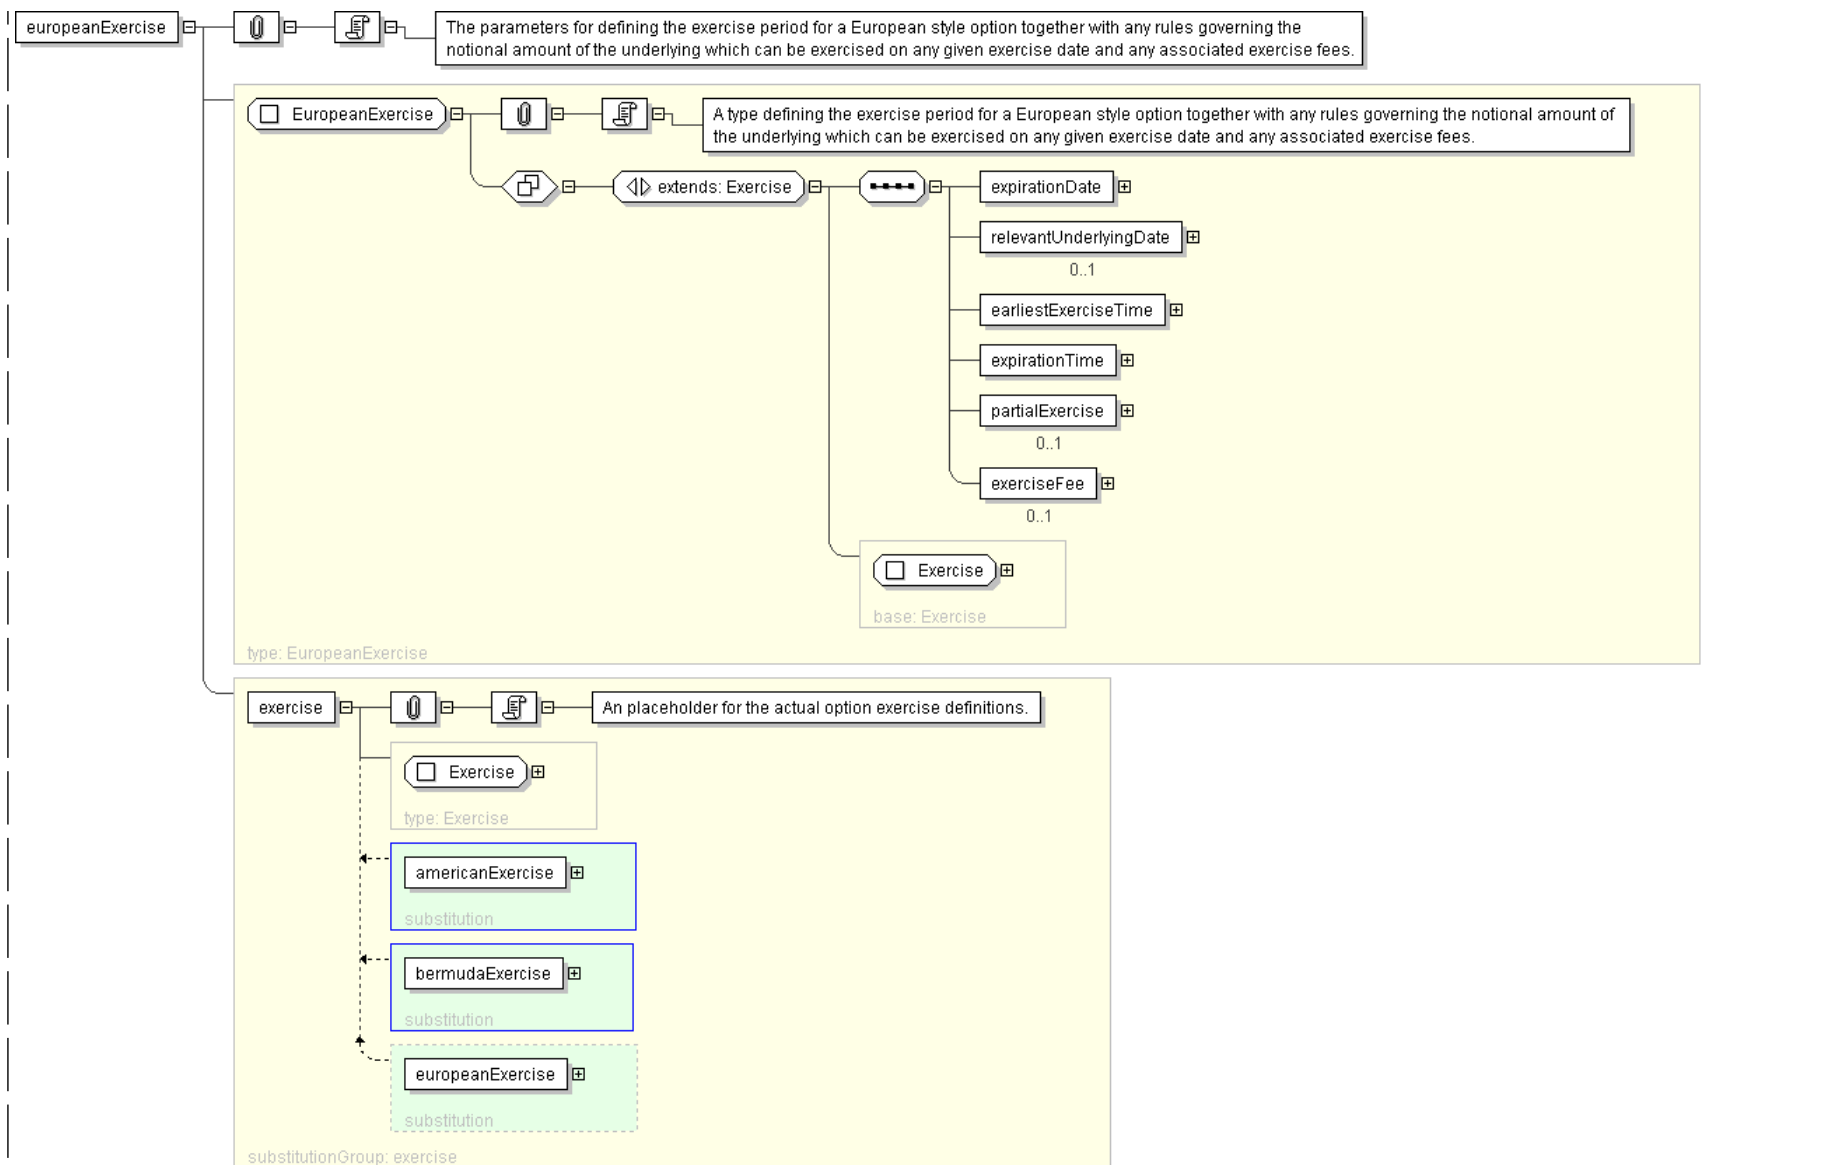 europeanExercise
The parameters for defining the exercise period for a European style option together with any rules governing the
notional amount of the underlying which can be exercised on any given exercise date and any associated exercise fees.
EuropeanExercise
A type defining the exercise period for a European style option together with any rules governing the notional amount of
the underlying which can be exercised on any given exercise date and any associated exercise fees.
extends: Exercise
expirationDate
relevantUnderlyingDate
0..1
earliestExerciseTime
expirationTime
partialExercise
0..1
exerciseFee
0..1
Exercise
base: Exercise
type: EuropeanExercise
exercise
An placeholder for the actual option exercise definitions.
Exercise
type: Exercise
americanExercise
substitution
bermudaExercise
substitution
europeanExercise
substitution
substitutionGroup: exercise